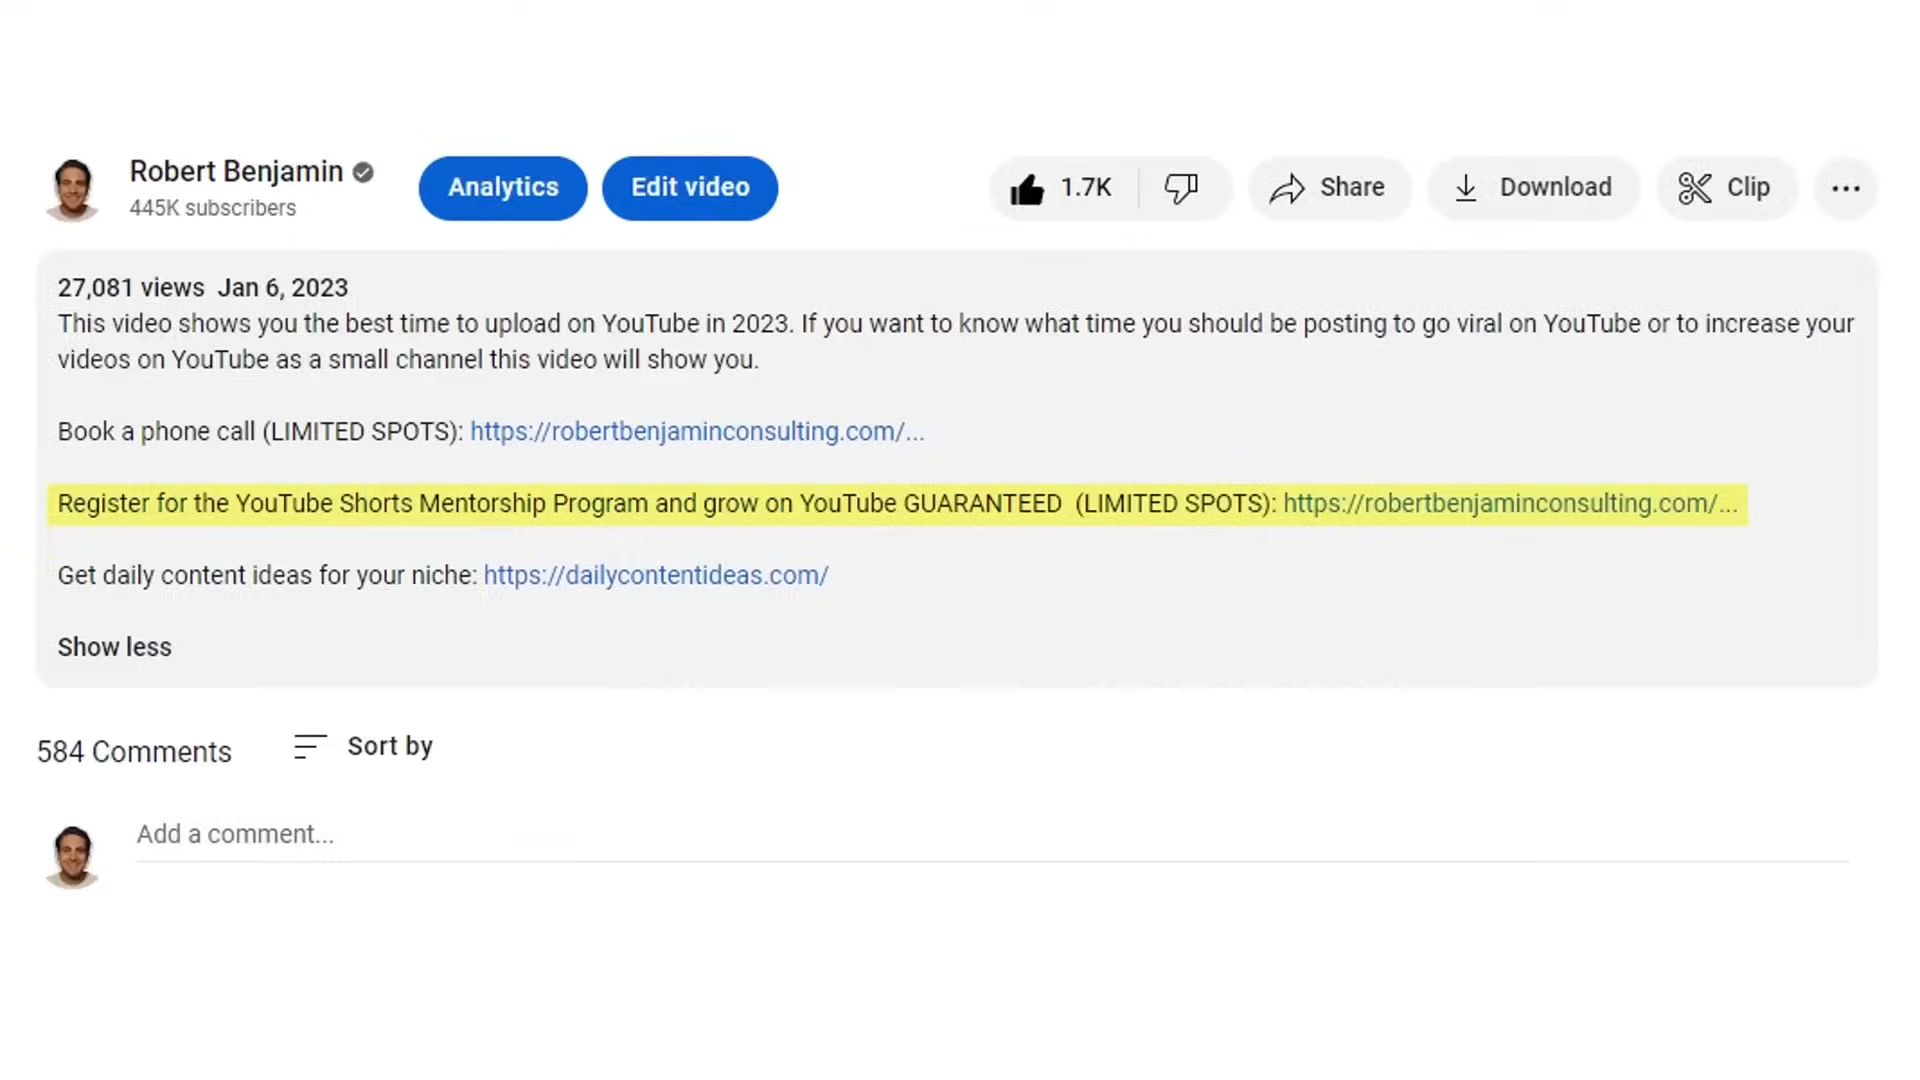 Robert Benjamin
445K subscribers
Analytics
Edit video
1.7K
Share
Download
Clip
27,081 views  Jan 6, 2023
This video shows you the best time to upload on YouTube in 2023. If you want to know what time you should be posting to go viral on YouTube or to increase your
videos on YouTube as a small channel this video will show you.
Book a phone call (LIMITED SPOTS): https://robertbenjaminconsulting.com/...
Register for the YouTube Shorts Mentorship Program and grow on YouTube GUARANTEED  (LIMITED SPOTS): https://robertbenjaminconsulting.com/...
Get daily content ideas for your niche: https://dailycontentideas.com/
Show less
584 Comments
Sort by
Add a comment...